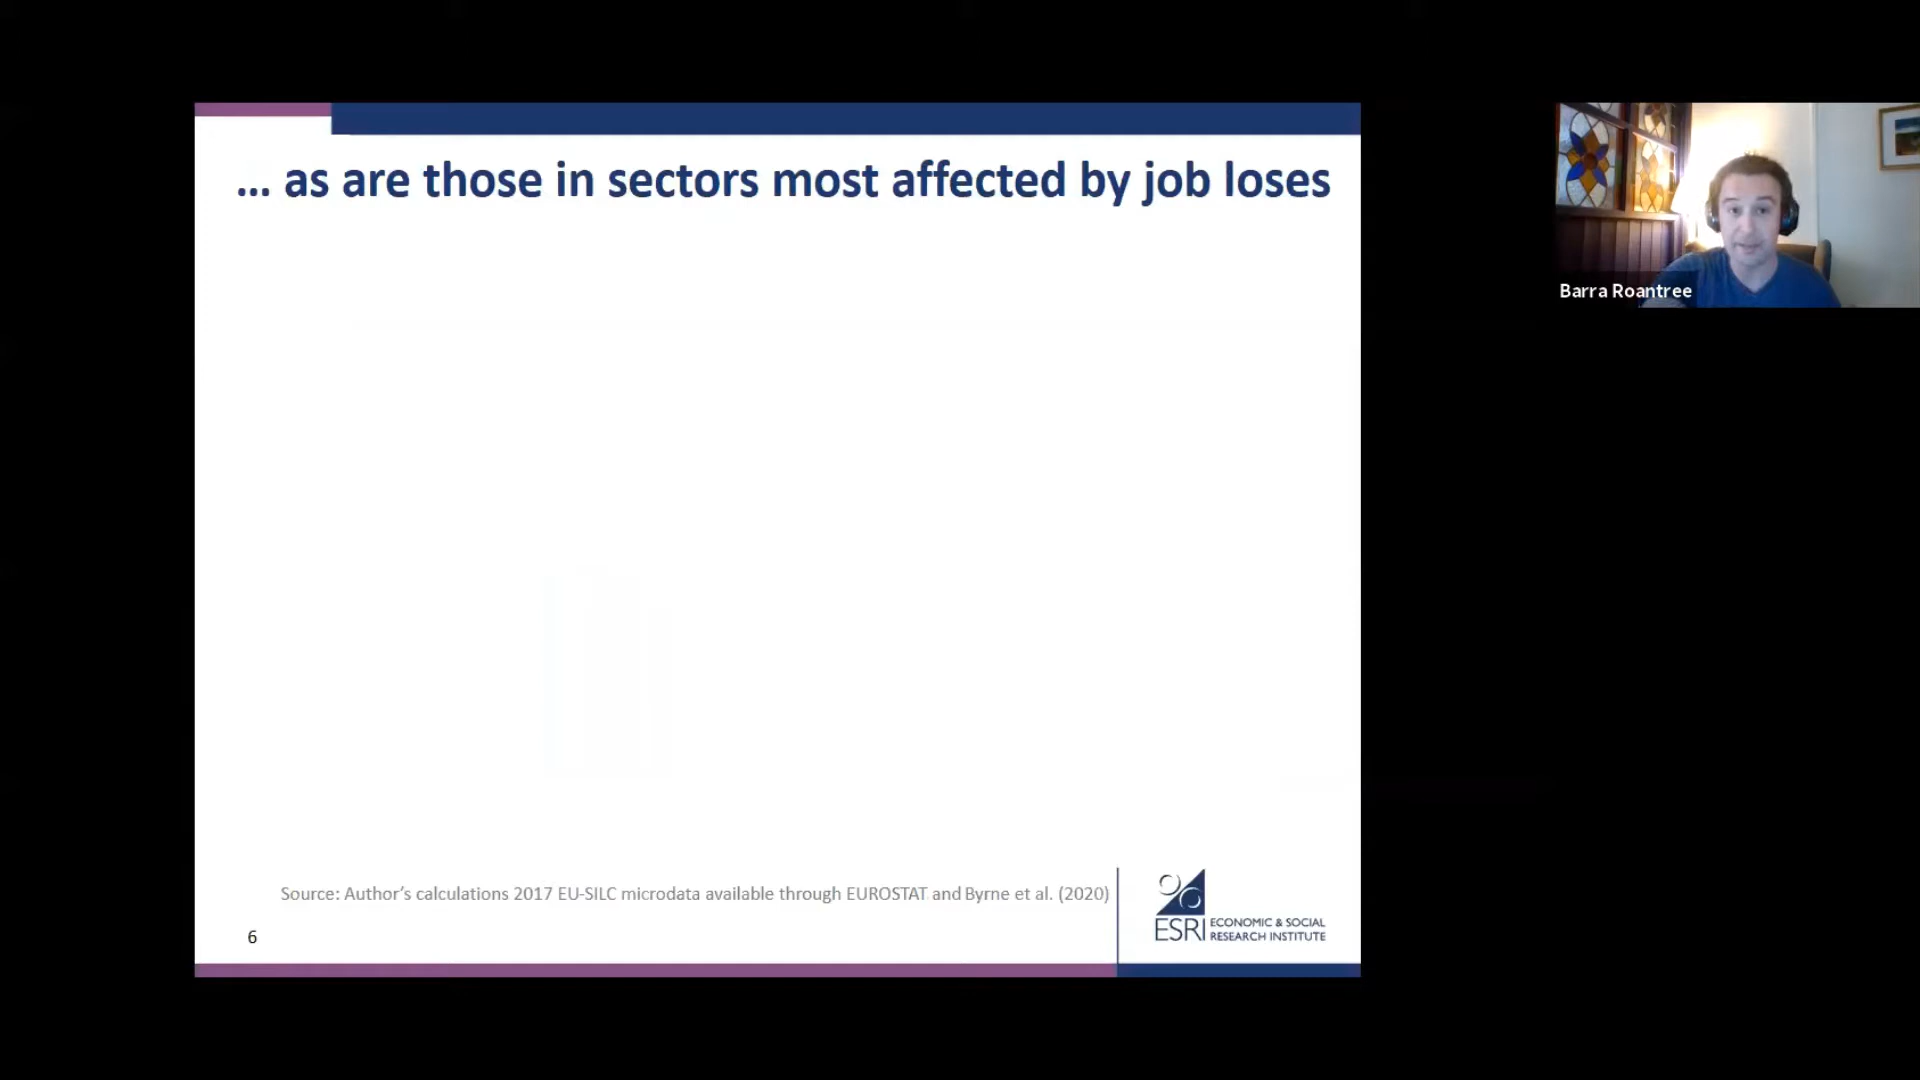 ... as are those in sectors most affected by job loses
Barra Roantree
Source: Author's calculations 2017 EU-SILC microdata available through EUROSTAT and Byrne et al. (2020)
6
ESRI
ECONOMIC & SOCIAL
RESEARCH INSTITUTE